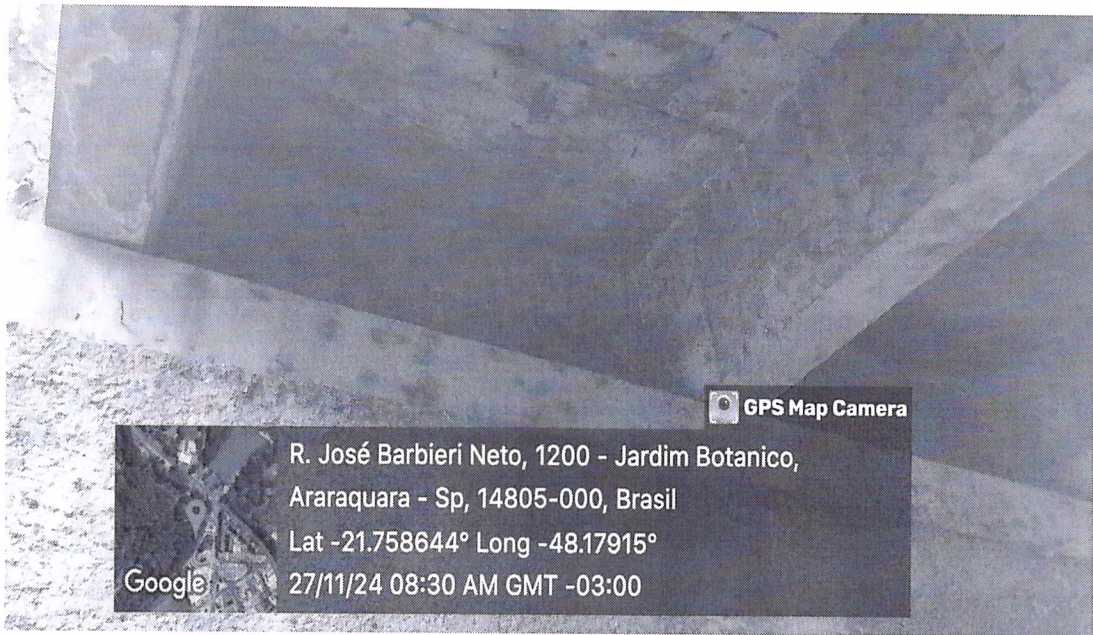 GPS Map Camera
R. José Barbieri Neto, 1200 - Jardim Botanico,
Araraquara - Sp, 14805-000, Brasil
Lat -21.758644° Long -48.17915°
27/11/24 08:30 AM GMT -03:00
Google